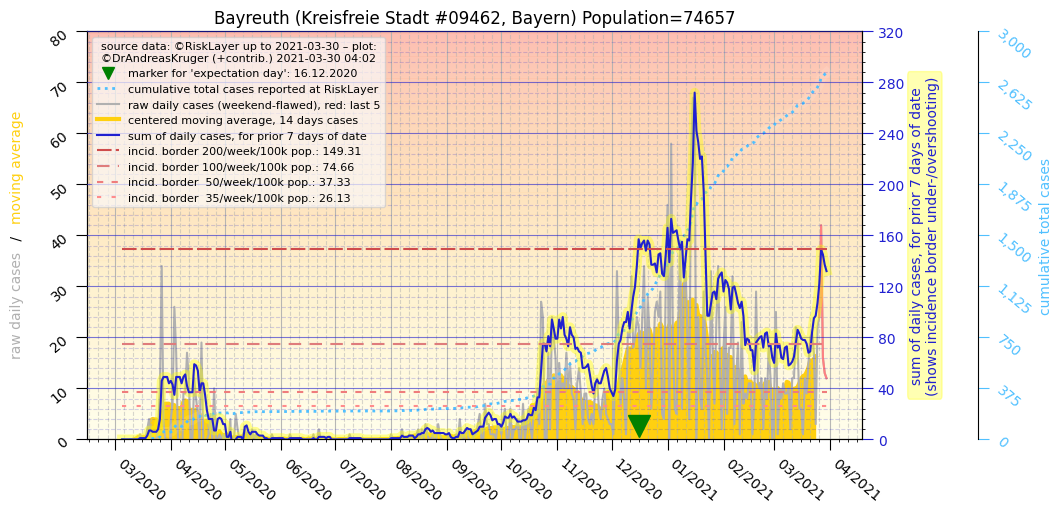 Bayreuth (Kreisfreie Stadt #09462, Bayern) Population=74657
source data: ©RiskLayer up to 2021-03-30 – plot:
©DrAndreasKruger (+contrib.) 2021-03-30 04:02
marker for 'expectation day': 16.12.2020
cumulative total cases reported at RiskLayer
raw daily cases (weekend-flawed), red: last 5
centered moving average, 14 days cases
sum of daily cases, for prior 7 days of date
incid. border 200/week/100k pop.: 149.31
incid. border 100/week/100k pop.: 74.66
incid. border  50/week/100k pop.: 37.33
incid. border  35/week/100k pop.: 26.13
raw daily cases / moving average
80
70
60
50
40
30
20
10
0
03/2020
04/2020
05/2020
06/2020
07/2020
08/2020
09/2020
10/2020
11/2020
12/2020
01/2021
02/2021
03/2021
04/2021
320
280
240
200
160
120
80
40
0
sum of daily cases, for prior 7 days of date
(shows incidence border under-/overshooting)
3,000
2,625
2,250
1,875
1,500
1,125
750
375
0
cumulative total cases